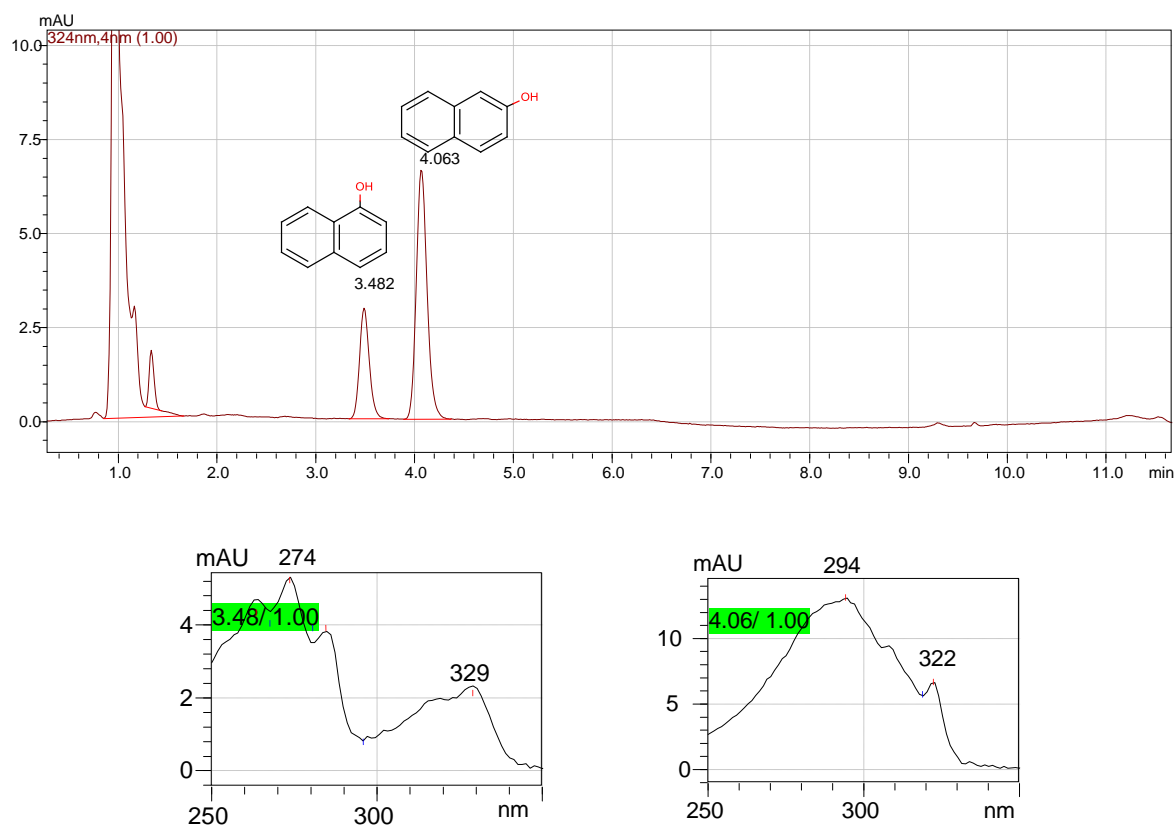 mAU
324nm,4nm (1.00)
10.0
7.5
5.0
2.5
0.0
OH
4.063
OH
3.482
1.0 2.0 3.0 4.0 5.0 6.0 7.0 8.0 9.0 10.0 11.0 min
mAU 274
3.48/ 1.00
4
329
2
0
250 300 nm
mAU 294
4.06/ 1.00
10
322
5
0
250 300 nm